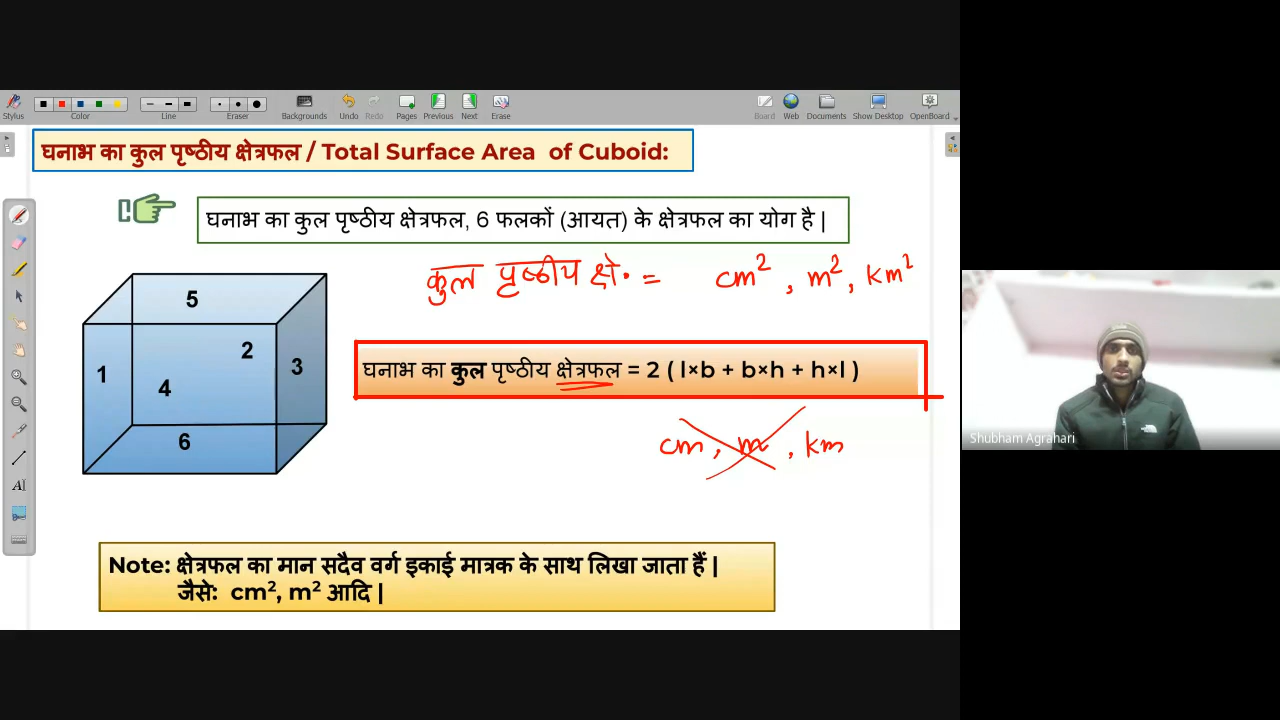 Stylus
Color
Line
Eraser
Backgrounds
Undo
Redo
Pages
Previous
Next
Erase
Board
Web
Documents
Show Desktop
OpenBoard
घनाभ का कुल पृष्ठीय क्षेत्रफल / Total Surface Area of Cuboid:
घनाभ का कुल पृष्ठीय क्षेत्रफल, 6 फलकों (आयत) के क्षेत्रफल का योग है |
कुल पृष्ठीय क्षे. = cm², m², km²
5
2
1
3
4
6
घनाभ का कुल पृष्ठीय क्षेत्रफल = 2 ( l×b + b×h + h×l )
cm, m, km
Shubham Agrahari
Note: क्षेत्रफल का मान सदैव वर्ग इकाई मात्रक के साथ लिखा जाता हैं |
जैसे: cm², m² आदि |